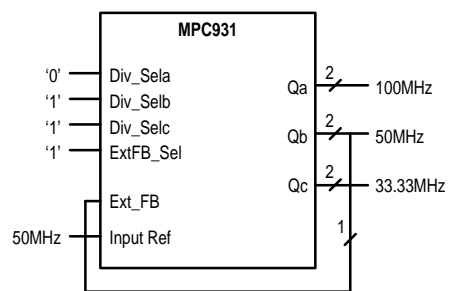 MPC931
‘0’ Div_Sela
‘1’ Div_Selb
‘1’ Div_Selc
‘1’ ExtFB_Sel
Ext_FB
50MHz Input Ref
Qa 2 100MHz
Qb 2 50MHz
Qc 2 33.33MHz
1